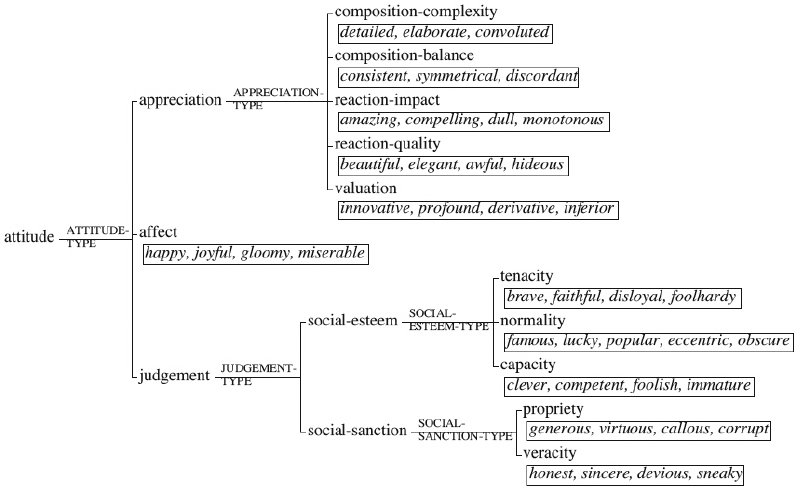 composition-complexity
detailed, elaborate, convoluted
composition-balance
consistent, symmetrical, discordant
appreciation
APPRECIATION-
TYPE
reaction-impact
amazing, compelling, dull, monotonous
reaction-quality
beautiful, elegant, awful, hideous
valuation
innovative, profound, derivative, inferior
attitude
ATTITUDE-
TYPE
affect
happy, joyful, gloomy, miserable
tenacity
brave, faithful, disloyal, foolhardy
social-esteem
SOCIAL-
ESTEEM-TYPE
normality
famous, lucky, popular, eccentric, obscure
judgement
JUDGEMENT-
TYPE
capacity
clever, competent, foolish, immature
propriety
generous, virtuous, callous, corrupt
social-sanction
SOCIAL-
SANCTION-TYPE
veracity
honest, sincere, devious, sneaky